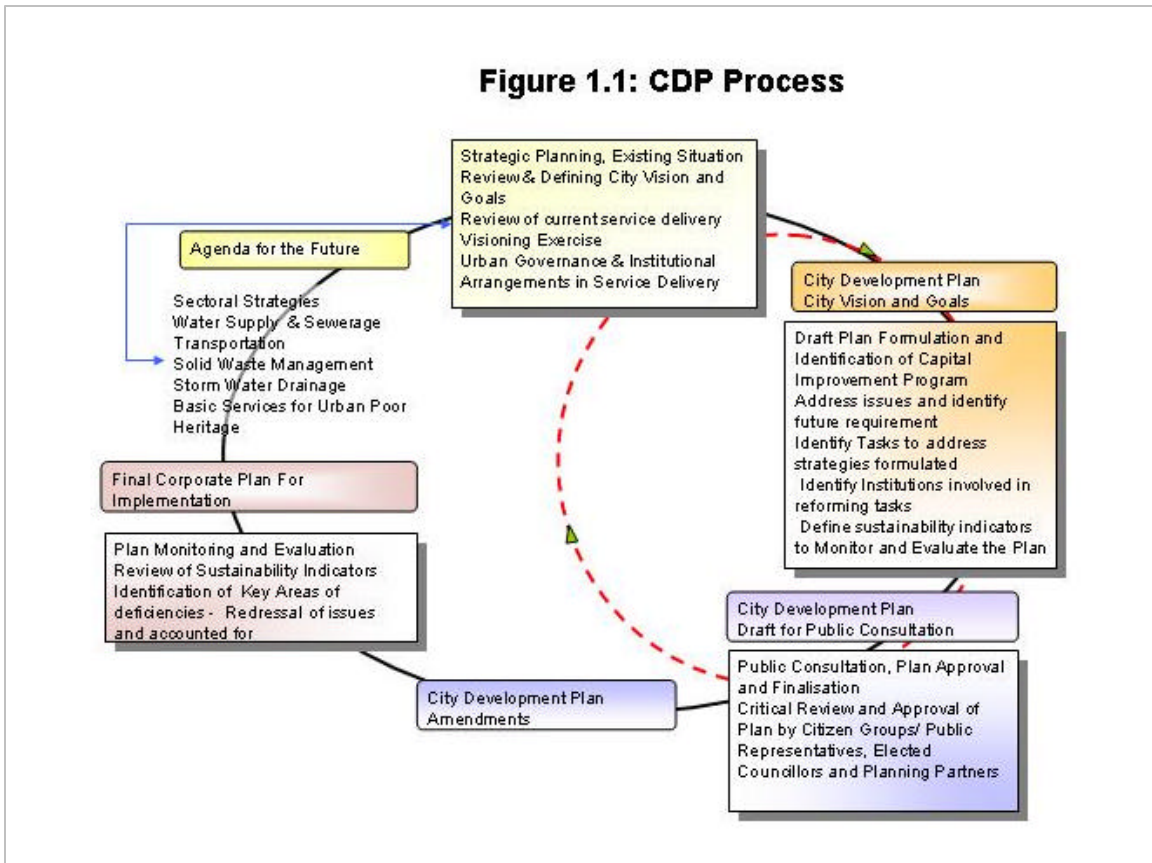 Figure 1.1: CDP Process
Strategic Planning, Existing Situation
Review & Defining City Vision and
Goals
Review of current service delivery
Visioning Exercise
Urban Governance & Institutional
Arrangements in Service Delivery
City Development Plan
City Vision and Goals
Draft Plan Formulation and
Identification of Capital
Improvement Program
Address issues and identify
future requirement
Identify Tasks to address
strategies formulated
Identify Institutions involved in
reforming tasks
Define sustainability indicators
to Monitor and Evaluate the Plan
City Development Plan
Draft for Public Consultation
Public Consultation, Plan Approval
and Finalisation
Critical Review and Approval of
Plan by Citizen Groups/ Public
Representatives, Elected
Councillors and Planning Partners
City Development Plan
Amendments
Plan Monitoring and Evaluation
Review of Sustainability Indicators
Identification of Key Areas of
deficiencies - Redressal of issues
and accounted for
Final Corporate Plan For
Implementation
Agenda for the Future
Sectoral Strategies
Water Supply & Sewerage
Transportation
Solid Waste Management
Storm Water Drainage
Basic Services for Urban Poor
Heritage